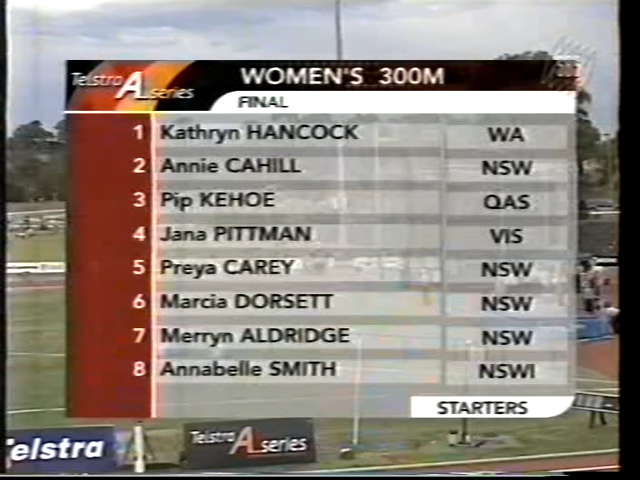 Telstra A series
WOMEN'S 300M
FINAL
1 Kathryn HANCOCK WA
2 Annie CAHILL NSW
3 Pip KEHOE QAS
4 Jana PITTMAN VIS
5 Preya CAREY NSW
6 Marcia DORSETT NSW
7 Merryn ALDRIDGE NSW
8 Annabelle SMITH NSWI
STARTERS
Telstra
Telstra A series